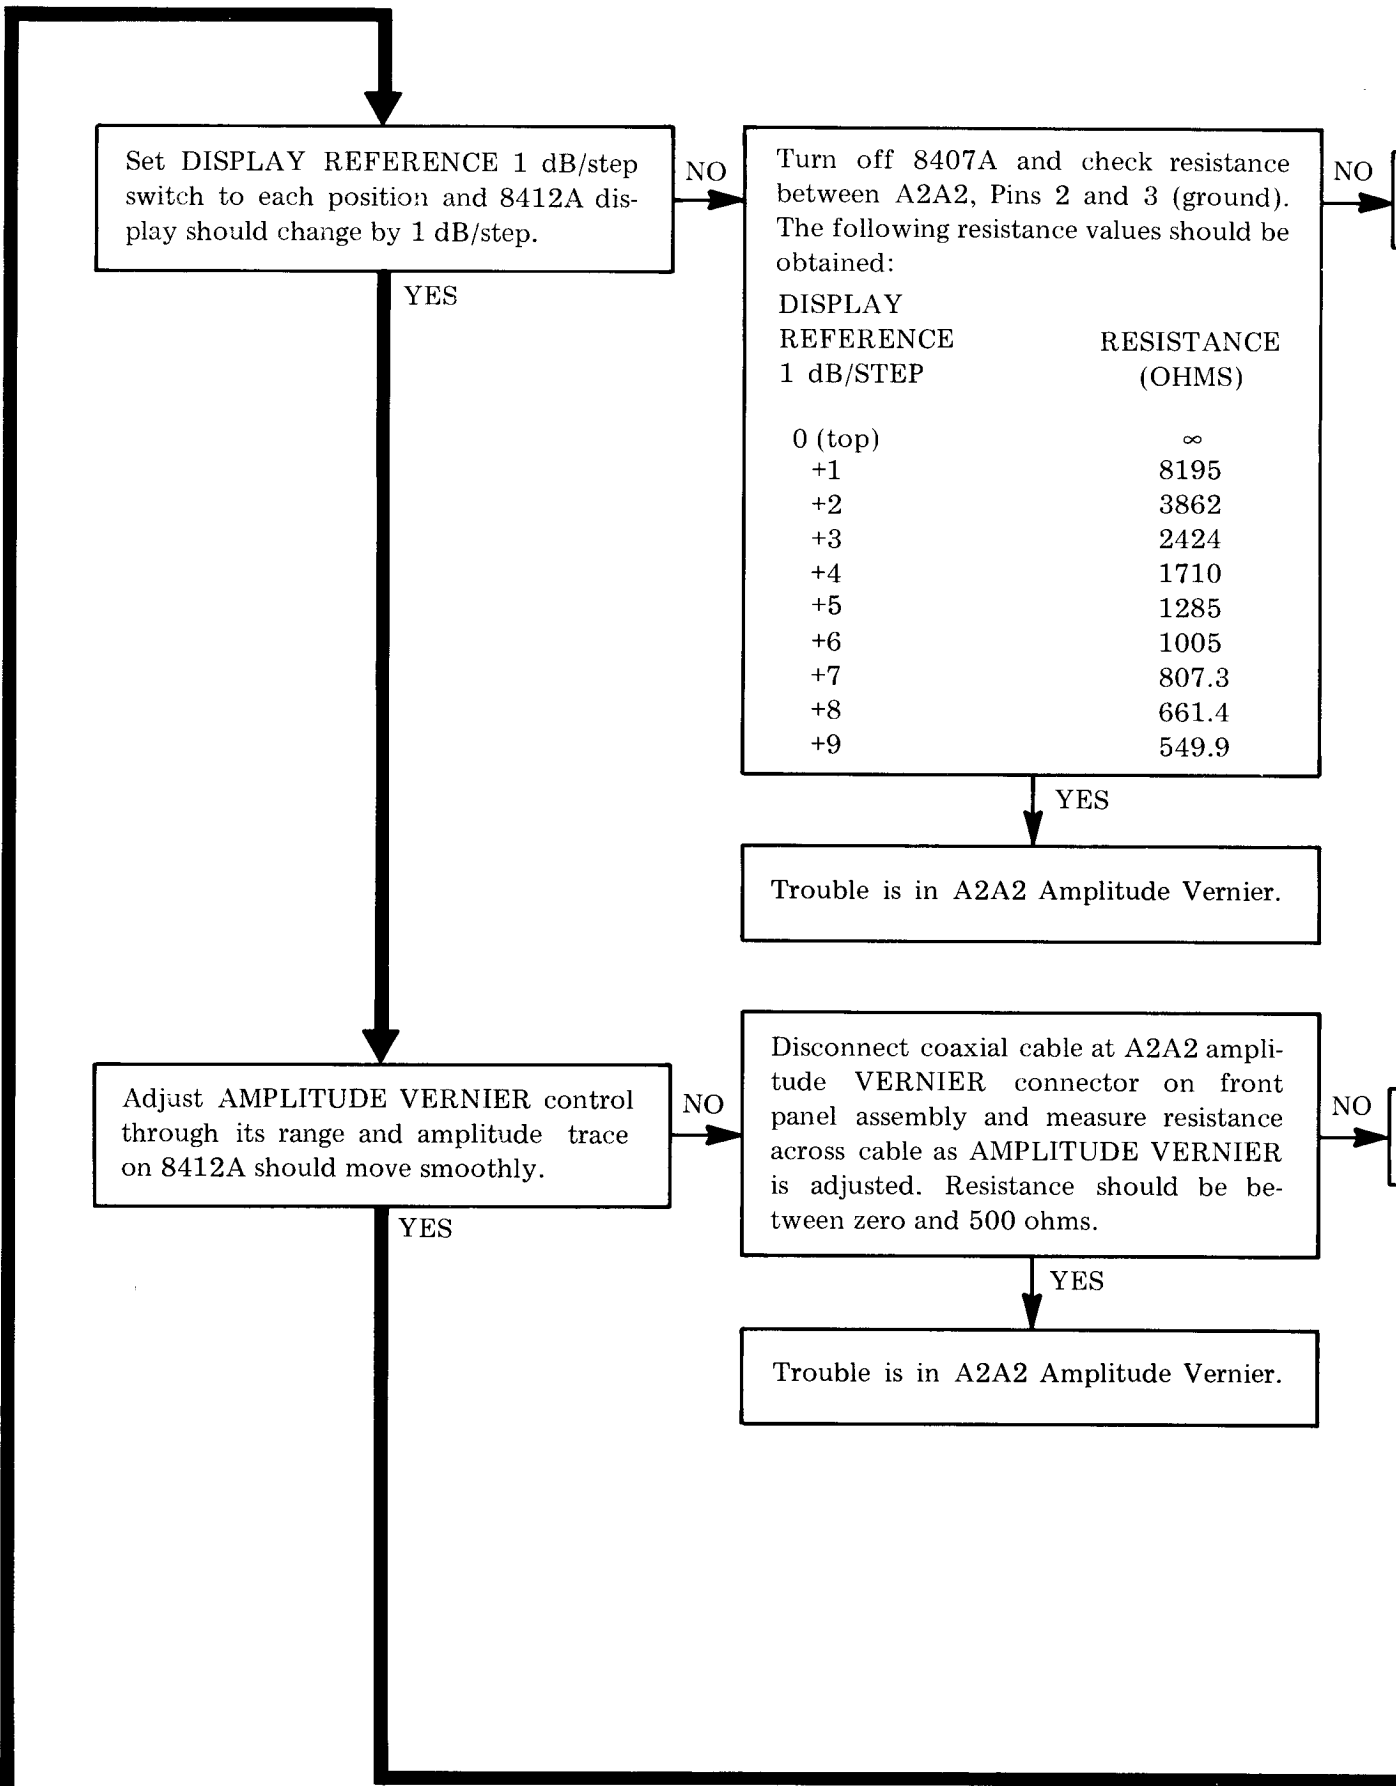 Set DISPLAY REFERENCE 1 dB/step
switch to each position and 8412A dis-
play should change by 1 dB/step.
NO
YES
Turn off 8407A and check resistance
between A2A2, Pins 2 and 3 (ground).
The following resistance values should be
obtained:
DISPLAY
REFERENCE RESISTANCE
1 dB/STEP (OHMS)
0 (top) ∞
+1 8195
+2 3862
+3 2424
+4 1710
+5 1285
+6 1005
+7 807.3
+8 661.4
+9 549.9
NO
YES
Trouble is in A2A2 Amplitude Vernier.
Adjust AMPLITUDE VERNIER control
through its range and amplitude trace
on 8412A should move smoothly.
NO
YES
Disconnect coaxial cable at A2A2 ampli-
tude VERNIER connector on front
panel assembly and measure resistance
across cable as AMPLITUDE VERNIER
is adjusted. Resistance should be be-
tween zero and 500 ohms.
NO
YES
Trouble is in A2A2 Amplitude Vernier.